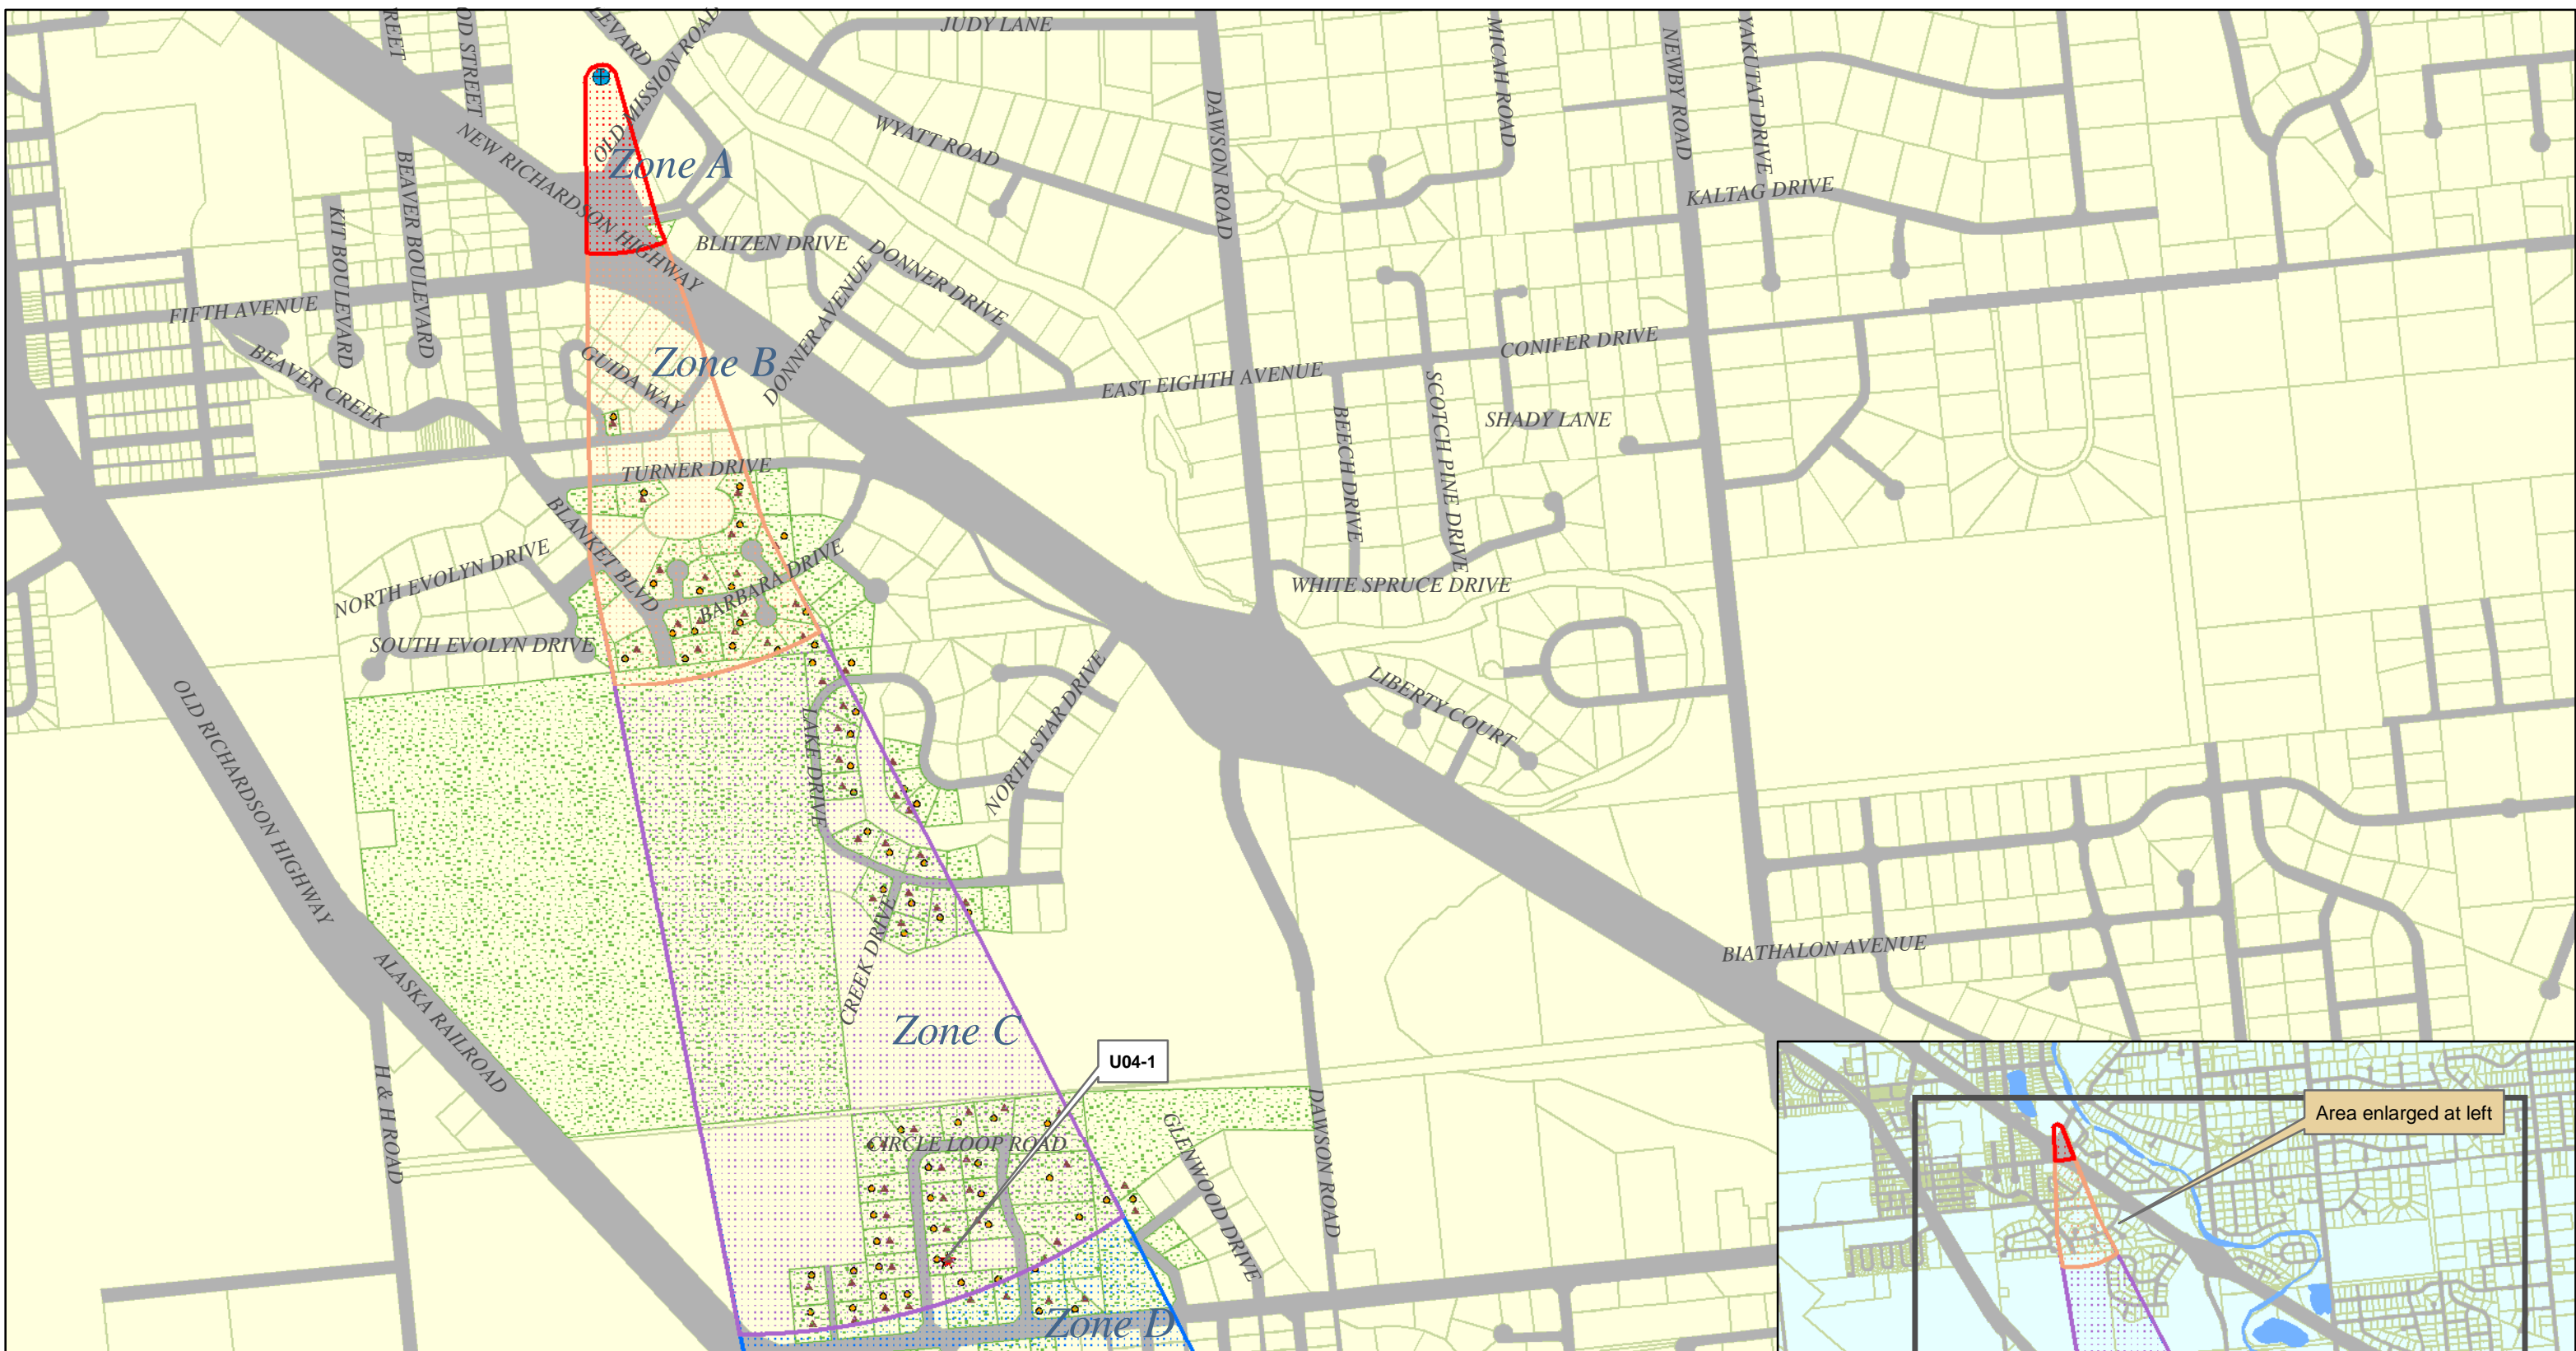 JUDY LANE
OLD MISSION ROAD
MICAH ROAD
NEWBY ROAD
YAKUTAT DRIVE
NEW RICHARDSON HIGHWAY
WYATT ROAD
DAWSON ROAD
Zone A
KALTAG DRIVE
BEAVER BOULEVARD
KIT BOULEVARD
BLITZEN DRIVE
DONNER DRIVE
DONNER AVENUE
FIFTH AVENUE
BEAVER CREEK
GUIDA WAY
Zone B
CONIFER DRIVE
EAST EIGHTH AVENUE
SCOTCH PINE DRIVE
BEECH DRIVE
SHADY LANE
TURNER DRIVE
BLANKET BLVD
NORTH EVOLYN DRIVE
BARBARA DRIVE
WHITE SPRUCE DRIVE
SOUTH EVOLYN DRIVE
OLD RICHARDSON HIGHWAY
LAKE DRIVE
NORTH STAR DRIVE
LIBERTY COURT
CREEK DRIVE
BIATHALON AVENUE
ALASKA RAILROAD
Zone C
U04-1
H & H ROAD
CIRCLE LOOP ROAD
GLENWOOD DRIVE
DAWSON ROAD
Area enlarged at left
Zone D